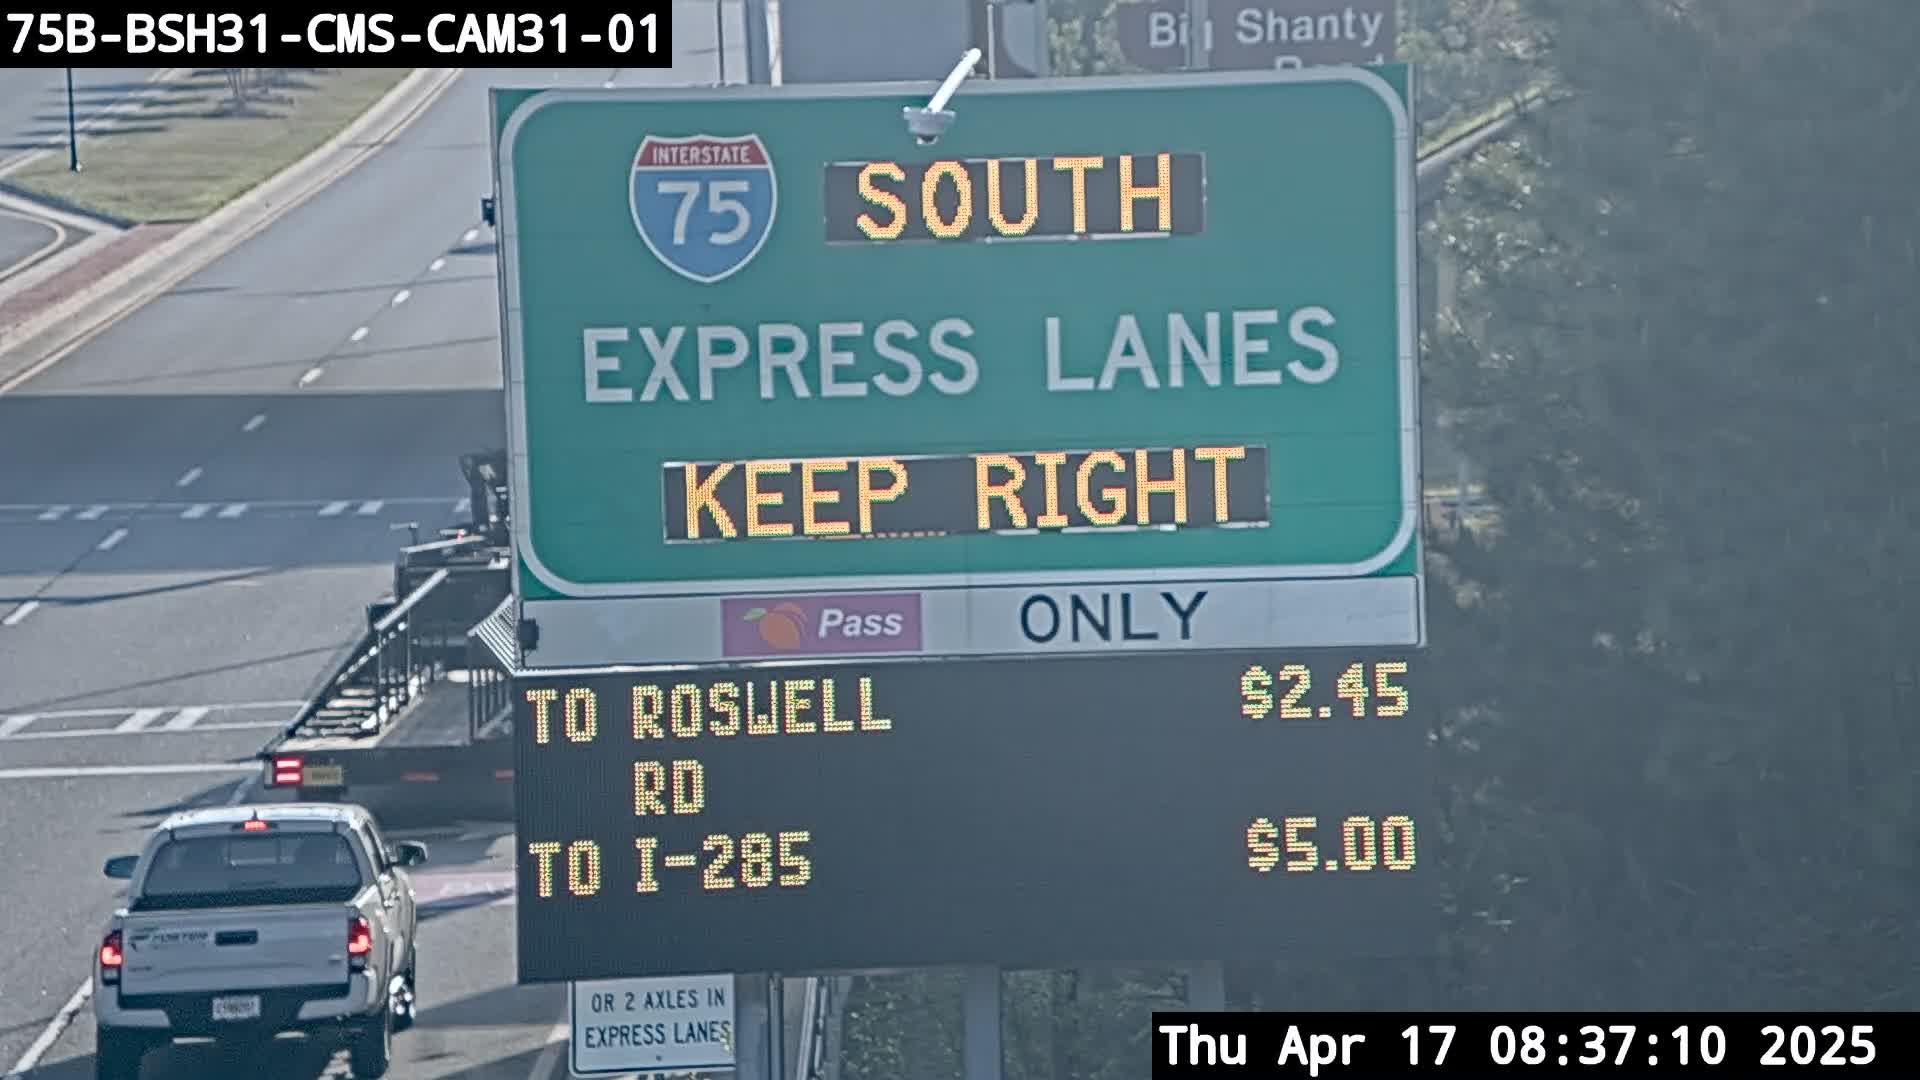 75B-BSH31-CMS-CAM31-01
Big Shanty
INTERSTATE
75
SOUTH
EXPRESS LANES
KEEP RIGHT
Pass ONLY
TO ROSWELL $2.45
RD
TO I-285 $5.00
OR 2 AXLES IN
EXPRESS LANES
Thu Apr 17 08:37:10 2025